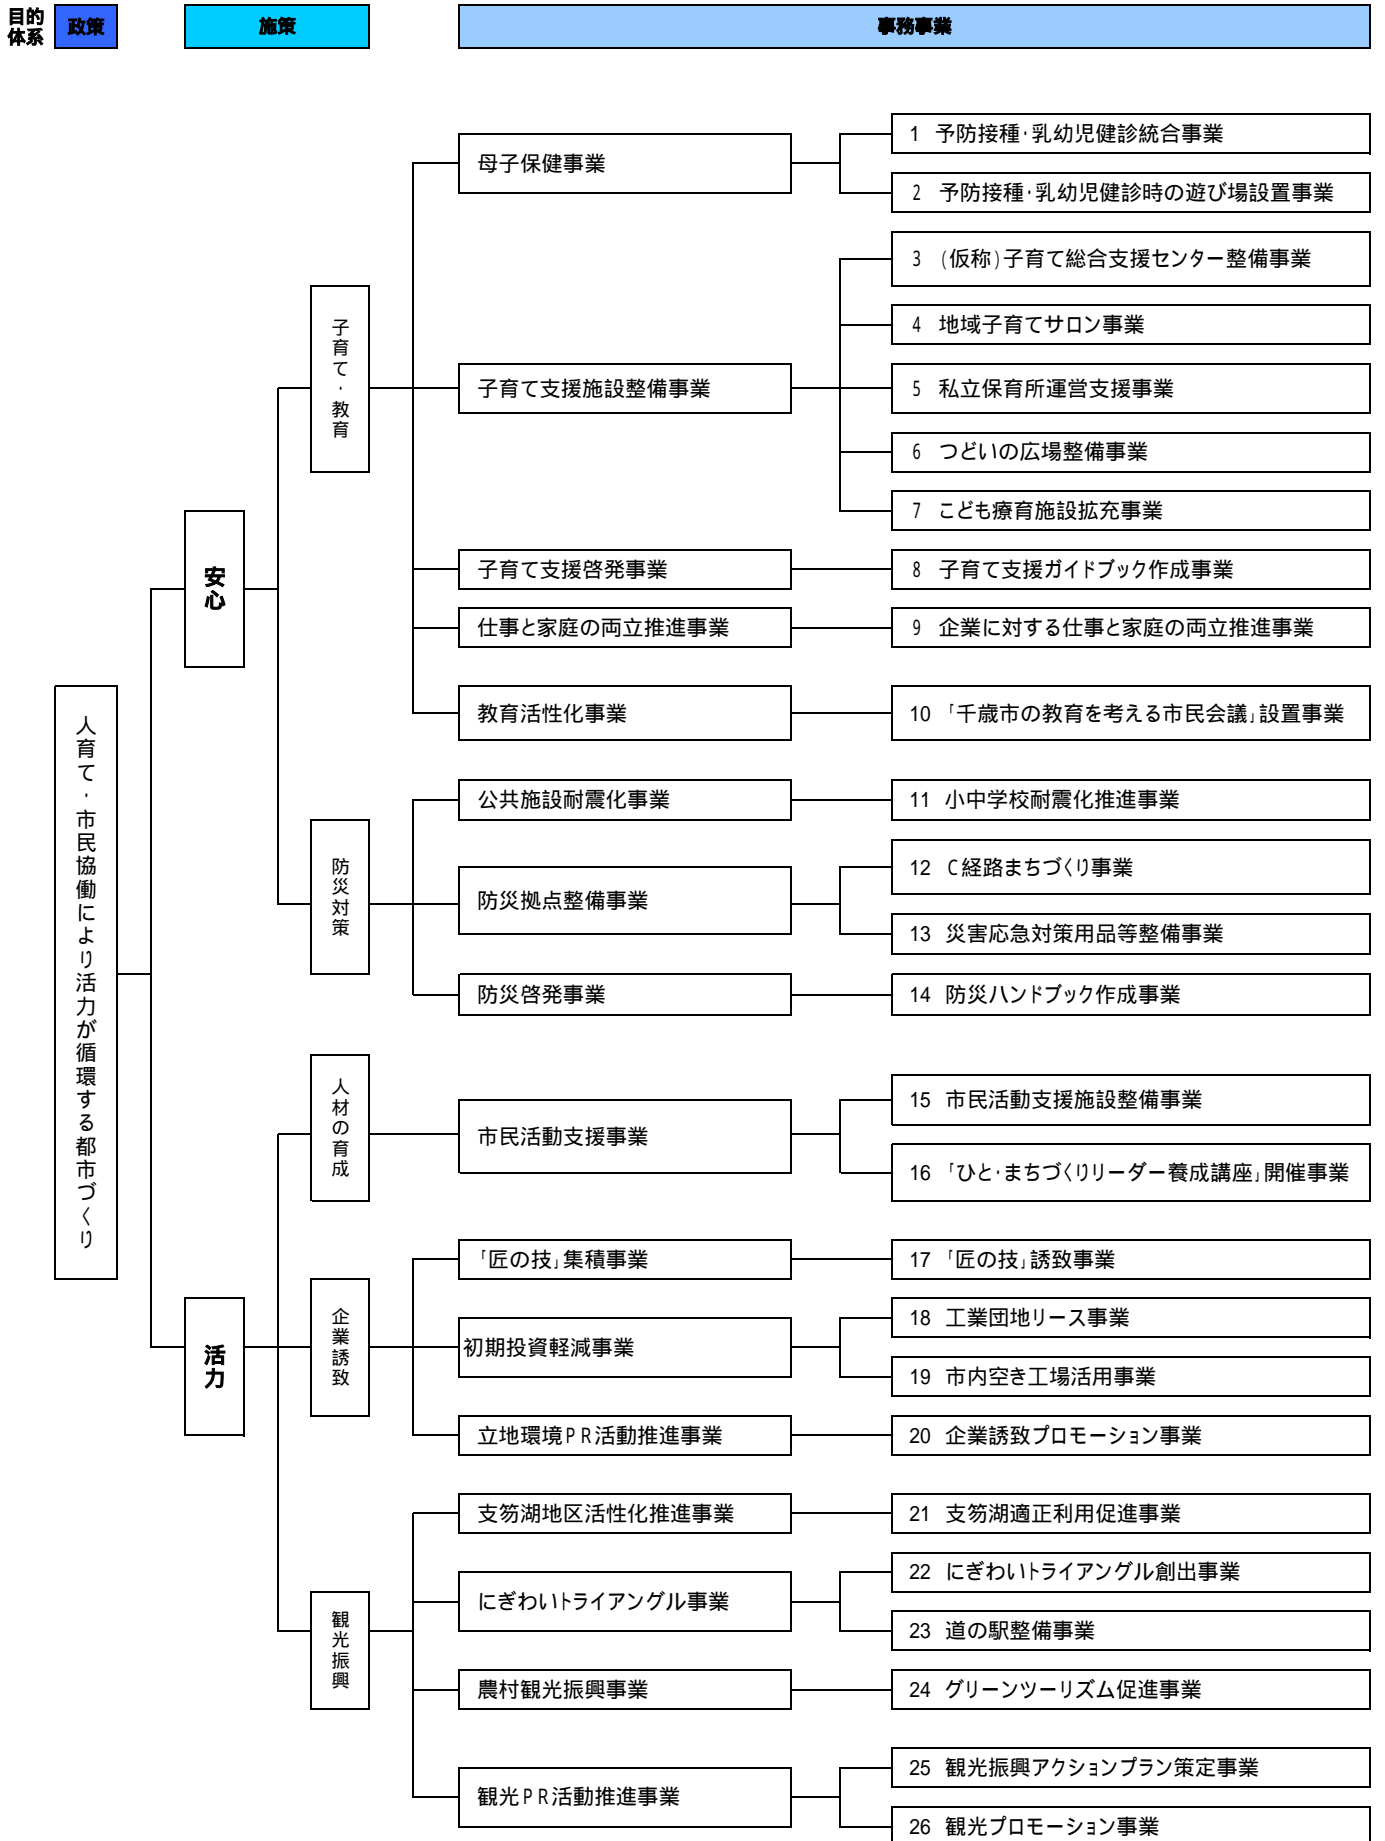 目的
体系
政策
施策
事務事業
人育て・市民協働により活力が循環する都市づくり
安心
子育て・教育
母子保健事業
1 予防接種・乳幼児健診統合事業
2 予防接種・乳幼児健診時の遊び場設置事業
子育て支援施設整備事業
3 (仮称)子育て総合支援センター整備事業
4 地域子育てサロン事業
5 私立保育所運営支援事業
6 つどいの広場整備事業
7 こども療育施設拡充事業
子育て支援啓発事業
8 子育て支援ガイドブック作成事業
仕事と家庭の両立推進事業
9 企業に対する仕事と家庭の両立推進事業
教育活性化事業
10 「千歳市の教育を考える市民会議」設置事業
防災対策
公共施設耐震化事業
11 小中学校耐震化推進事業
防災拠点整備事業
12 C経路まちづくり事業
13 災害応急対策用品等整備事業
防災啓発事業
14 防災ハンドブック作成事業
活力
人材の育成
市民活動支援事業
15 市民活動支援施設整備事業
16 「ひと・まちづくりリーダー養成講座」開催事業
企業誘致
「匠の技」集積事業
17 「匠の技」誘致事業
初期投資軽減事業
18 工業団地リース事業
19 市内空き工場活用事業
立地環境PR活動推進事業
20 企業誘致プロモーション事業
観光振興
支笏湖地区活性化推進事業
21 支笏湖適正利用促進事業
にぎわいトライアングル事業
22 にぎわいトライアングル創出事業
23 道の駅整備事業
農村観光振興事業
24 グリーンツーリズム促進事業
観光PR活動推進事業
25 観光振興アクションプラン策定事業
26 観光プロモーション事業